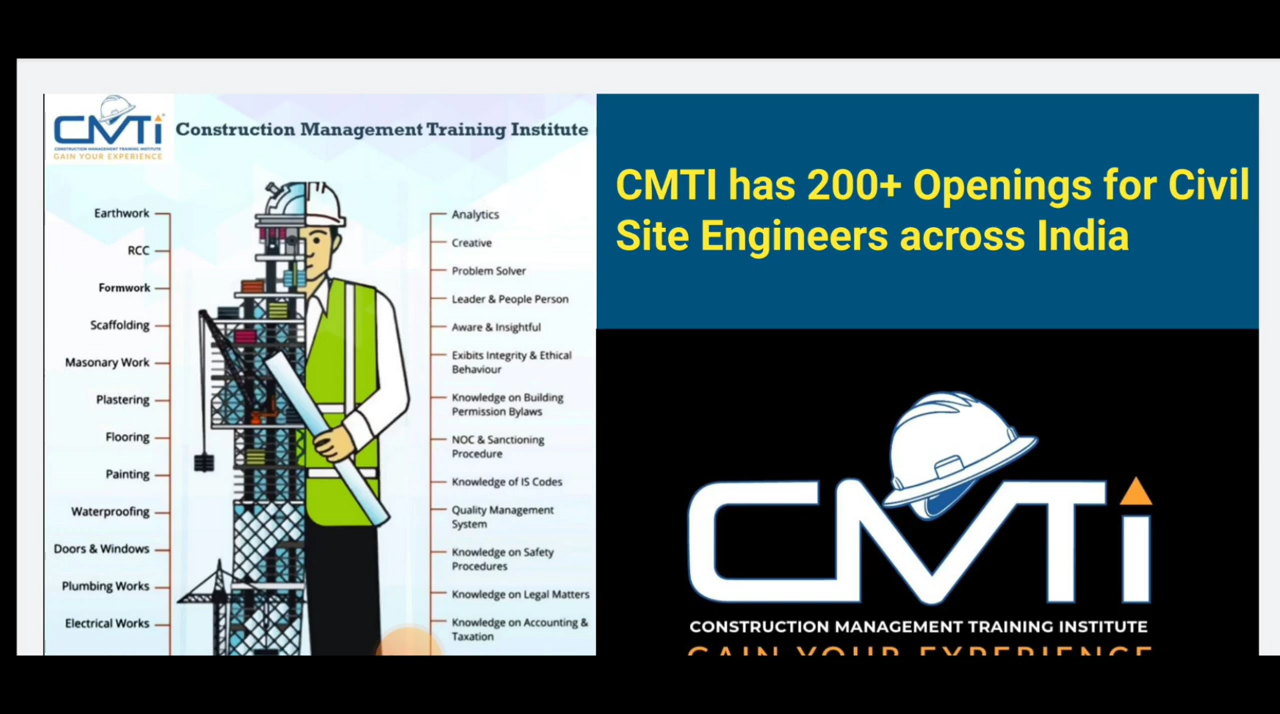 CMTi
CONSTRUCTION MANAGEMENT TRAINING INSTITUTE
GAIN YOUR EXPERIENCE
Construction Management Training Institute
Earthwork
RCC
Formwork
Scaffolding
Masonary Work
Plastering
Flooring
Painting
Waterproofing
Doors & Windows
Plumbing Works
Electrical Works
Analytics
Creative
Problem Solver
Leader & People Person
Aware & Insightful
Exibits Integrity & Ethical
Behaviour
Knowledge on Building
Permission Bylaws
NOC & Sanctioning
Procedure
Knowledge of IS Codes
Quality Management
System
Knowledge on Safety
Procedures
Knowledge on Legal Matters
Knowledge on Accounting &
Taxation
CMTI has 200+ Openings for Civil
Site Engineers across India
CMTi
CONSTRUCTION MANAGEMENT TRAINING INSTITUTE
GAIN YOUR EXPERIENCE